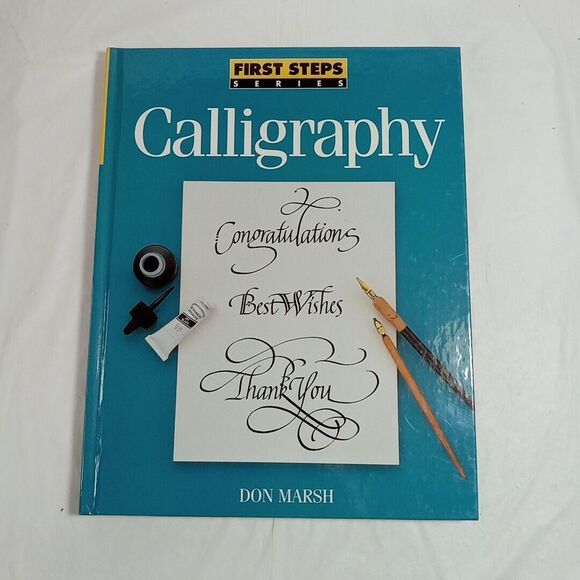 FIRST STEPS
SERIES
Calligraphy
Congratulations
Best Wishes
Thank You
DON MARSH